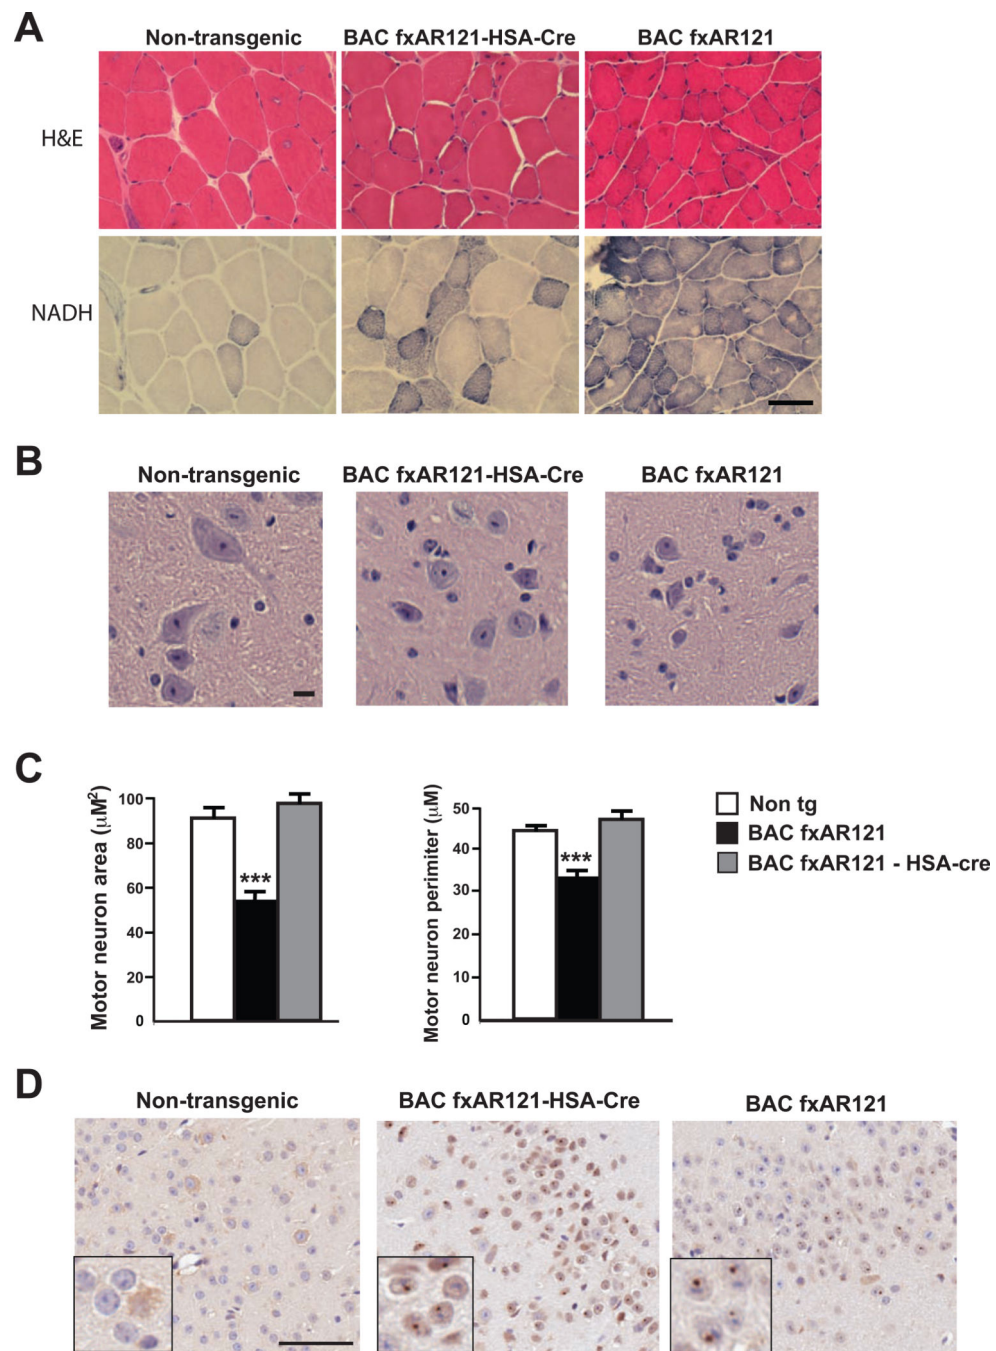 A
Non-transgenic
BAC fxAR121-HSA-Cre
BAC fxAR121
H&E
NADH
B
Non-transgenic
BAC fxAR121-HSA-Cre
BAC fxAR121
C
Motor neuron area (μM²)
100
80
60
40
20
0
***
Motor neuron perimiter (μM)
50
40
30
20
10
0
***
Non tg
BAC fxAR121
BAC fxAR121 - HSA-cre
D
Non-transgenic
BAC fxAR121-HSA-Cre
BAC fxAR121